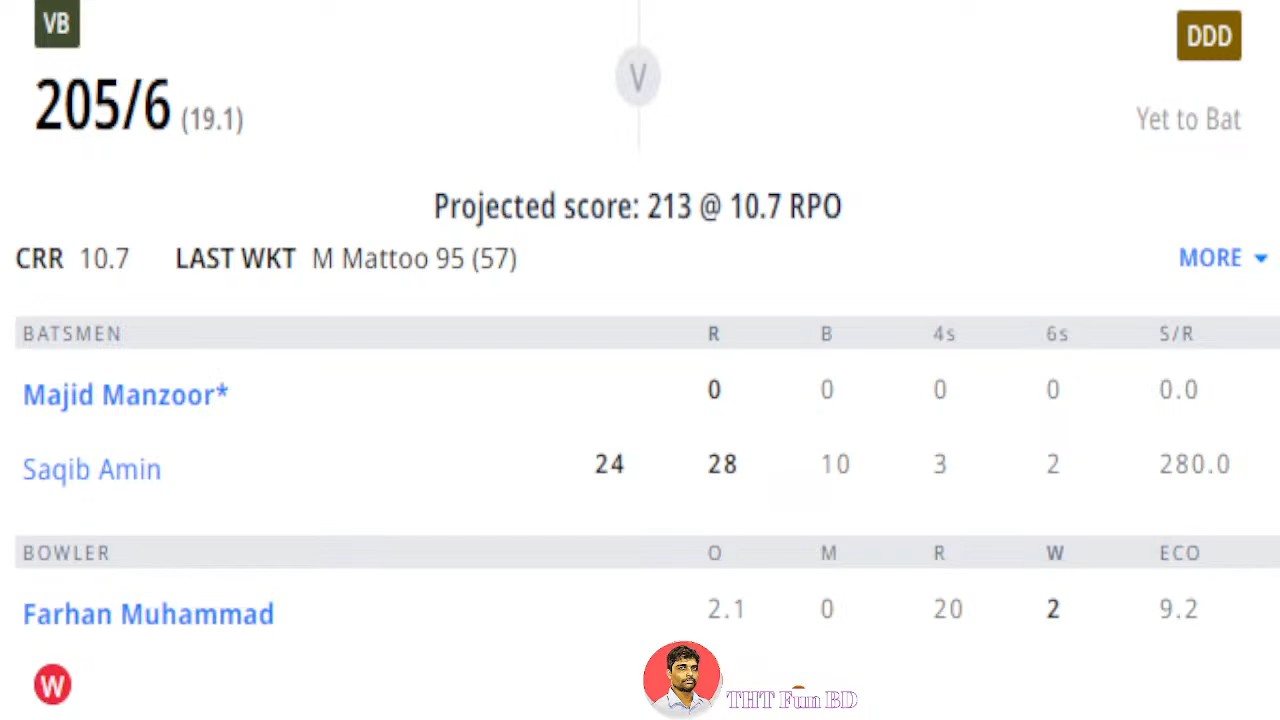 VB
V
DDD
205/6 (19.1)
Yet to Bat
Projected score: 213 @ 10.7 RPO
CRR 10.7 LAST WKT M Mattoo 95 (57) MORE
BATSMEN R B 4s 6s S/R
Majid Manzoor* 0 0 0 0 0.0
Saqib Amin 24 28 10 3 2 280.0
BOWLER O M R W ECO
Farhan Muhammad 2.1 0 20 2 9.2
W
THT Fun BD